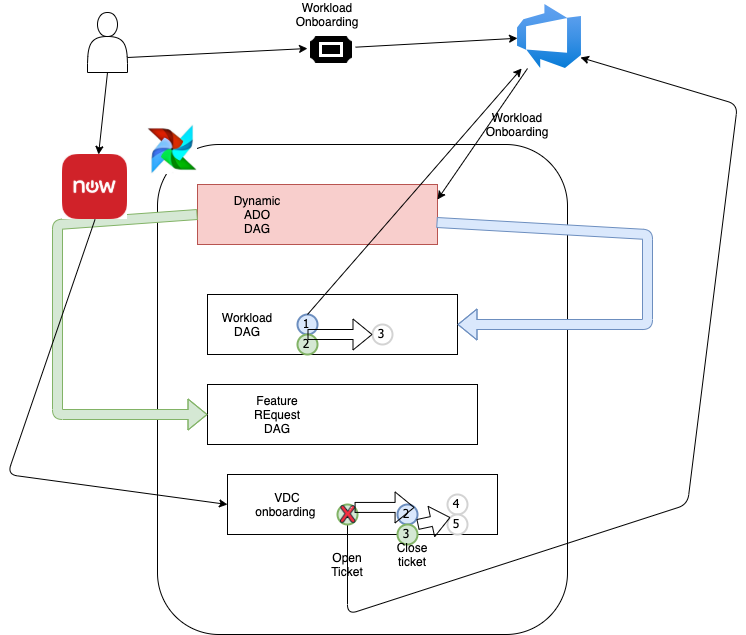 Workload
Onboarding
now
Workload
Onboarding
Dynamic
ADO
DAG
Workload
DAG
1
2
3
Feature
REquest
DAG
VDC
onboarding
2
3
4
5
Open
Ticket
Close
ticket